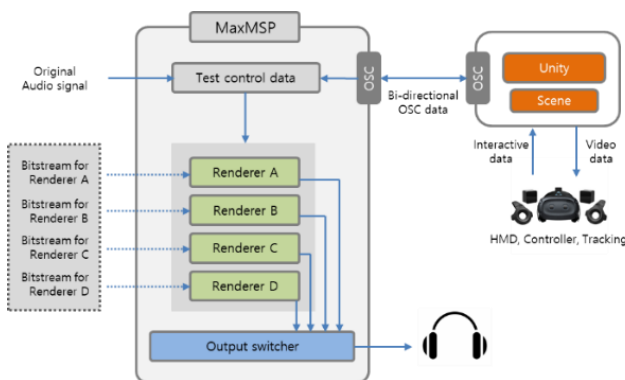 MaxMSP
Original
Audio signal
Test control data
OSC
Bi-directional
OSC data
OSC
Unity
Scene
Interactive
data
Video
data
HMD, Controller, Tracking
Bitstream for
Renderer A
Bitstream for
Renderer B
Bitstream for
Renderer C
Bitstream for
Renderer D
Renderer A
Renderer B
Renderer C
Renderer D
Output switcher